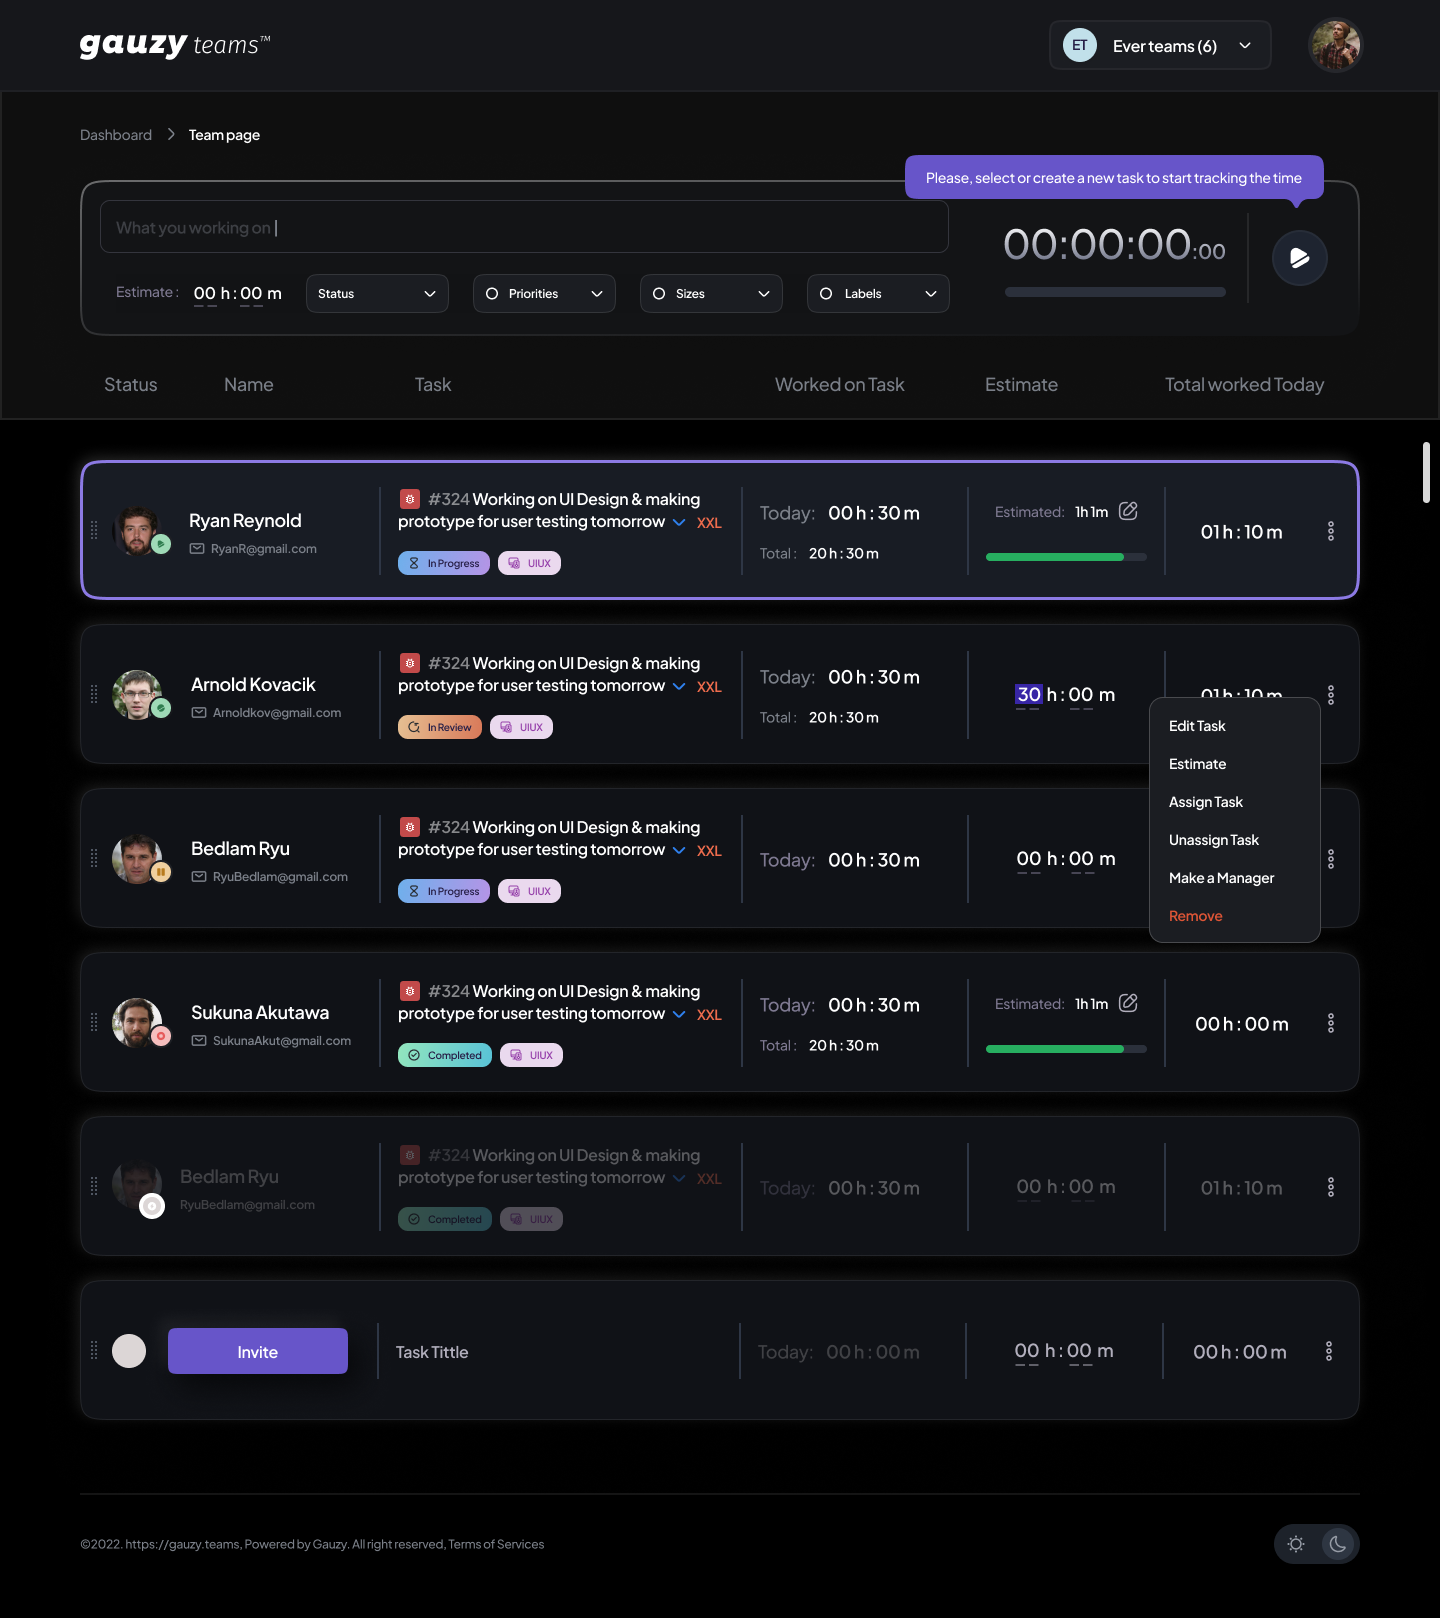 gauzy teams™
ET Ever teams (6)
Dashboard Team page
Please, select or create a new task to start tracking the time
What you working on
00:00:00:00
Estimate : 00 h : 00 m Status Priorities Sizes Labels
Status Name Task Worked on Task Estimate Total worked Today
Ryan Reynold
RyanR@gmail.com
#324 Working on UI Design & making
prototype for user testing tomorrow XXL
In Progress UIUX
Today: 00 h : 30 m
Total : 20 h : 30 m
Estimated: 1h 1m
01 h : 10 m
Arnold Kovacik
Arnoldkov@gmail.com
#324 Working on UI Design & making
prototype for user testing tomorrow XXL
In Review UIUX
Today: 00 h : 30 m
Total : 20 h : 30 m
30 h : 00 m
01 h : 10 m
Edit Task
Estimate
Assign Task
Unassign Task
Make a Manager
Remove
Bedlam Ryu
RyuBedlam@gmail.com
#324 Working on UI Design & making
prototype for user testing tomorrow XXL
In Progress UIUX
Today: 00 h : 30 m
00 h : 00 m
Sukuna Akutawa
SukunaAkut@gmail.com
#324 Working on UI Design & making
prototype for user testing tomorrow XXL
Completed UIUX
Today: 00 h : 30 m
Total : 20 h : 30 m
Estimated: 1h 1m
00 h : 00 m
Bedlam Ryu
RyuBedlam@gmail.com
#324 Working on UI Design & making
prototype for user testing tomorrow XXL
Completed UIUX
Today: 00 h : 30 m
00 h : 00 m
01 h : 10 m
Invite
Task Tittle
Today: 00 h : 00 m
00 h : 00 m
00 h : 00 m
©2022. https://gauzy.teams, Powered by Gauzy. All right reserved, Terms of Services